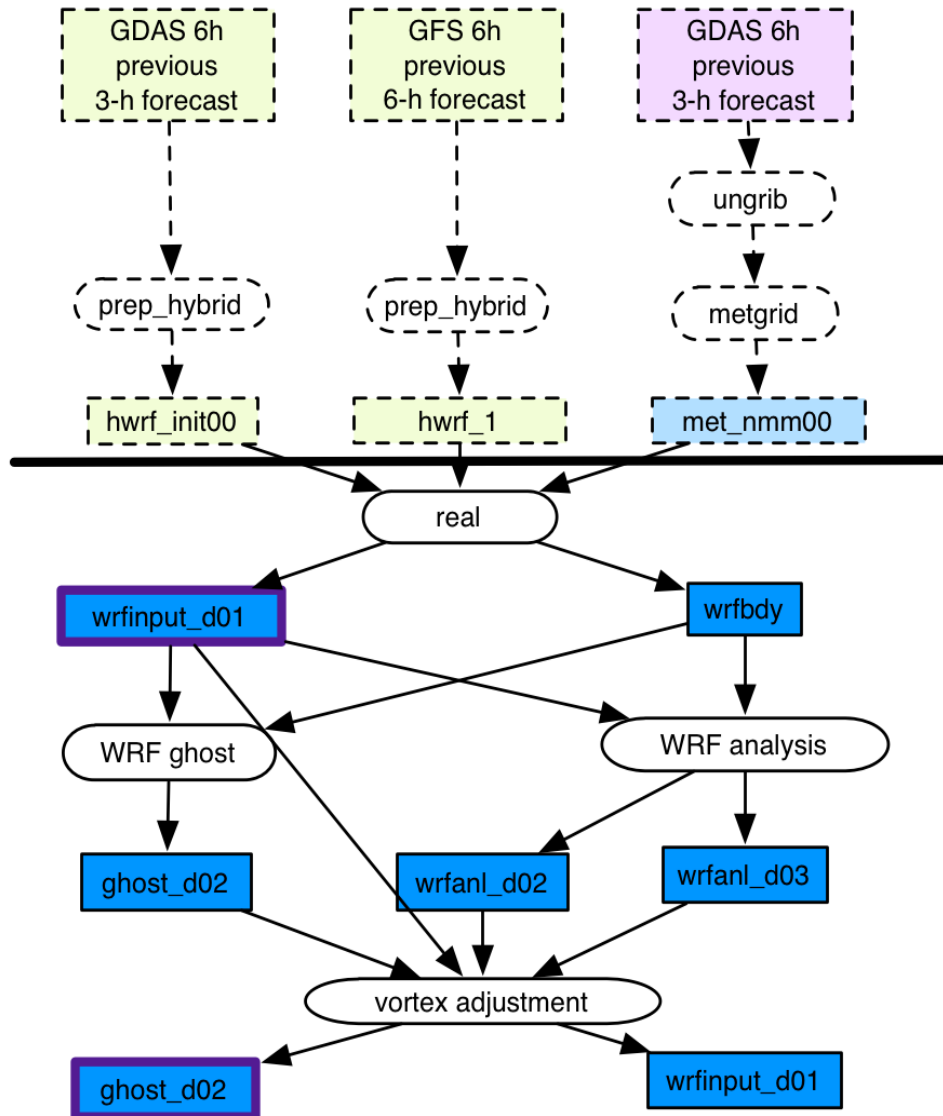 GDAS 6h
previous
3-h forecast
GFS 6h
previous
6-h forecast
GDAS 6h
previous
3-h forecast
ungrib
prep_hybrid
prep_hybrid
metgrid
hwrf_init00
hwrf_1
met_nmm00
real
wrfinput_d01
wrfbdy
WRF ghost
WRF analysis
ghost_d02
wrfanl_d02
wrfanl_d03
vortex adjustment
ghost_d02
wrfinput_d01